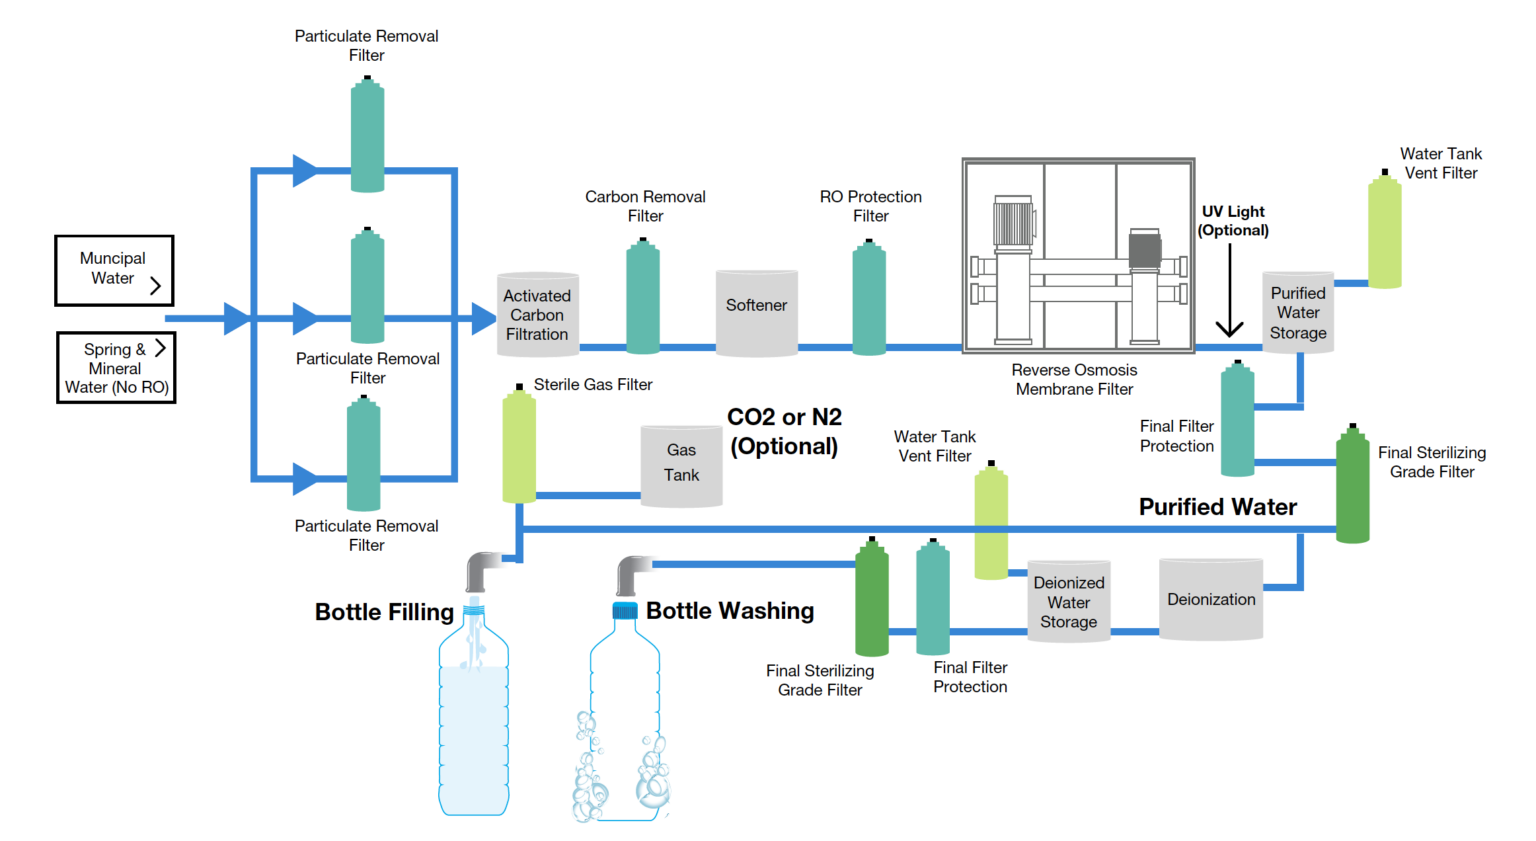 Particulate Removal
Filter
Water Tank
Vent Filter
Carbon Removal
Filter
RO Protection
Filter
UV Light
(Optional)
Muncipal
Water
Activated
Carbon
Filtration
Softener
Purified
Water
Storage
Spring &
Mineral
Water (No RO)
Particulate Removal
Filter
Reverse Osmosis
Membrane Filter
Sterile Gas Filter
CO2 or N2
(Optional)
Gas
Tank
Water Tank
Vent Filter
Final Filter
Protection
Final Sterilizing
Grade Filter
Purified Water
Particulate Removal
Filter
Bottle Filling
Bottle Washing
Deionized
Water
Storage
Deionization
Final Sterilizing
Grade Filter
Final Filter
Protection